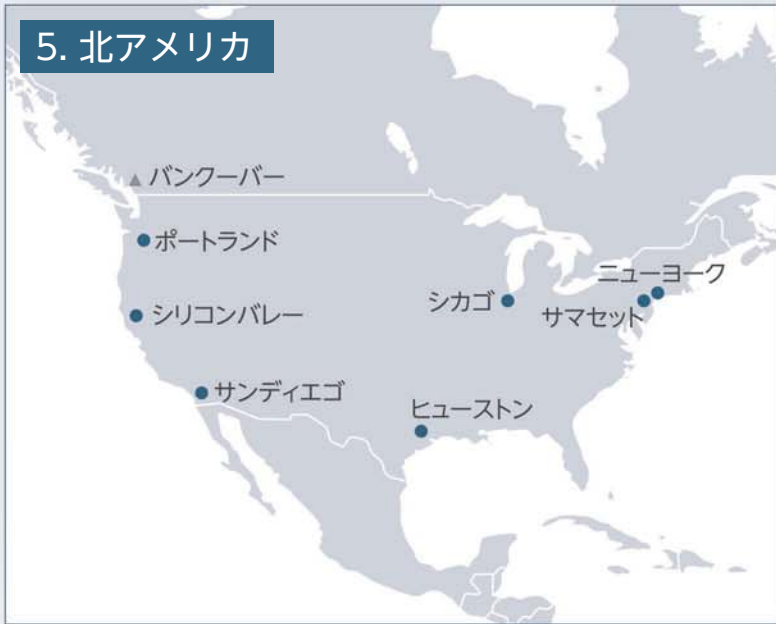 5. 北アメリカ
▲ バンクーバー
ポートランド
シリコンバレー
サンディエゴ
シカゴ
ニューヨーク
サマセット
ヒューストン